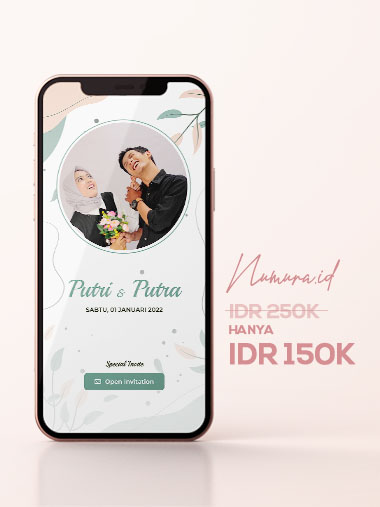 Putri & Putra
SABTU, 01 JANUARI 2022
Special Invite
Open Invitation
Numura.id
IDR 250K
HANYA
IDR 150K